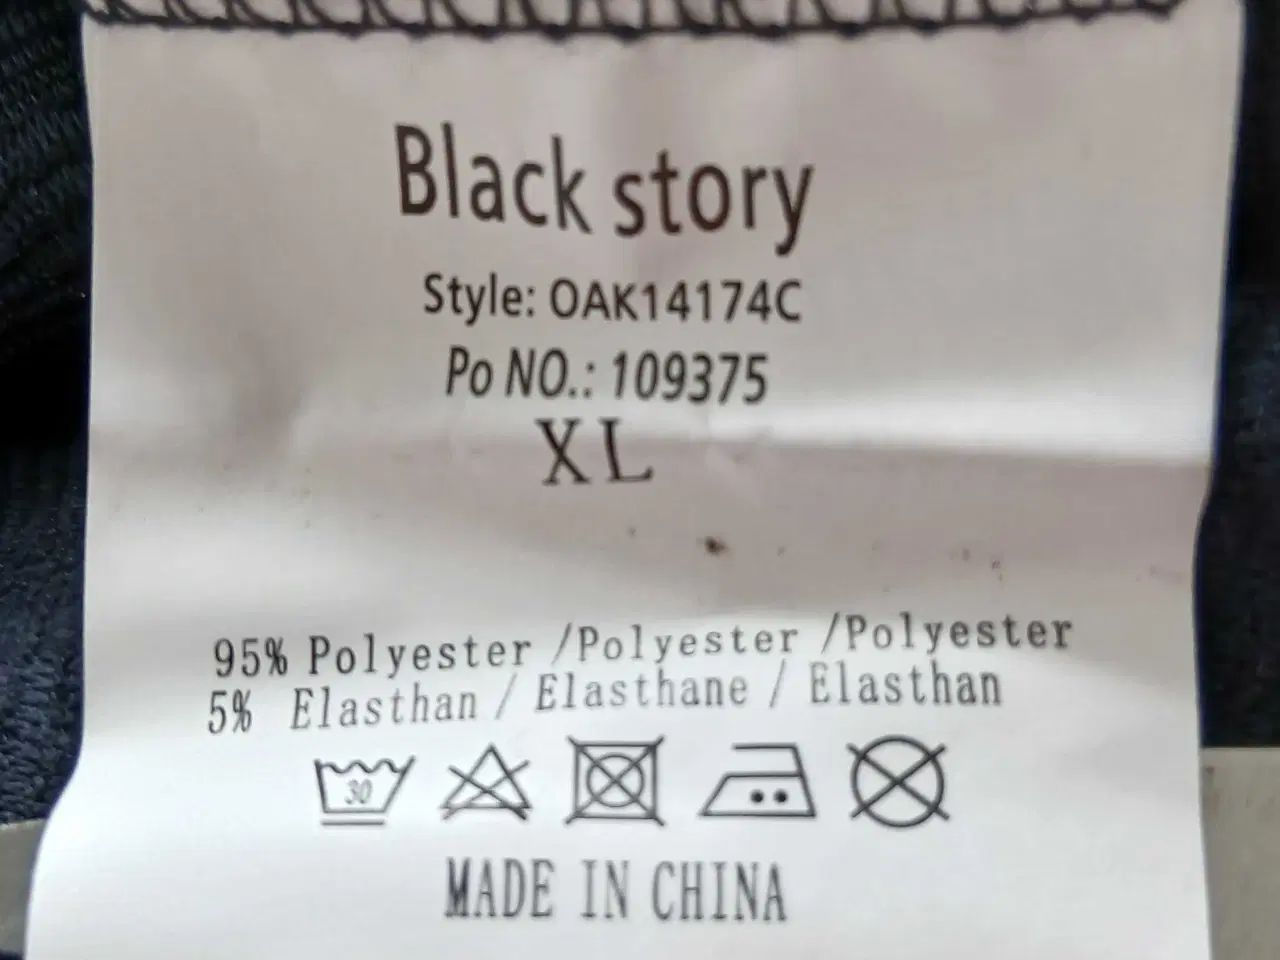 Black story
Style: OAK14174C
Po NO.: 109375
XL
95% Polyester /Polyester /Polyester
5% Elasthan / Elasthane / Elasthan
30
MADE IN CHINA